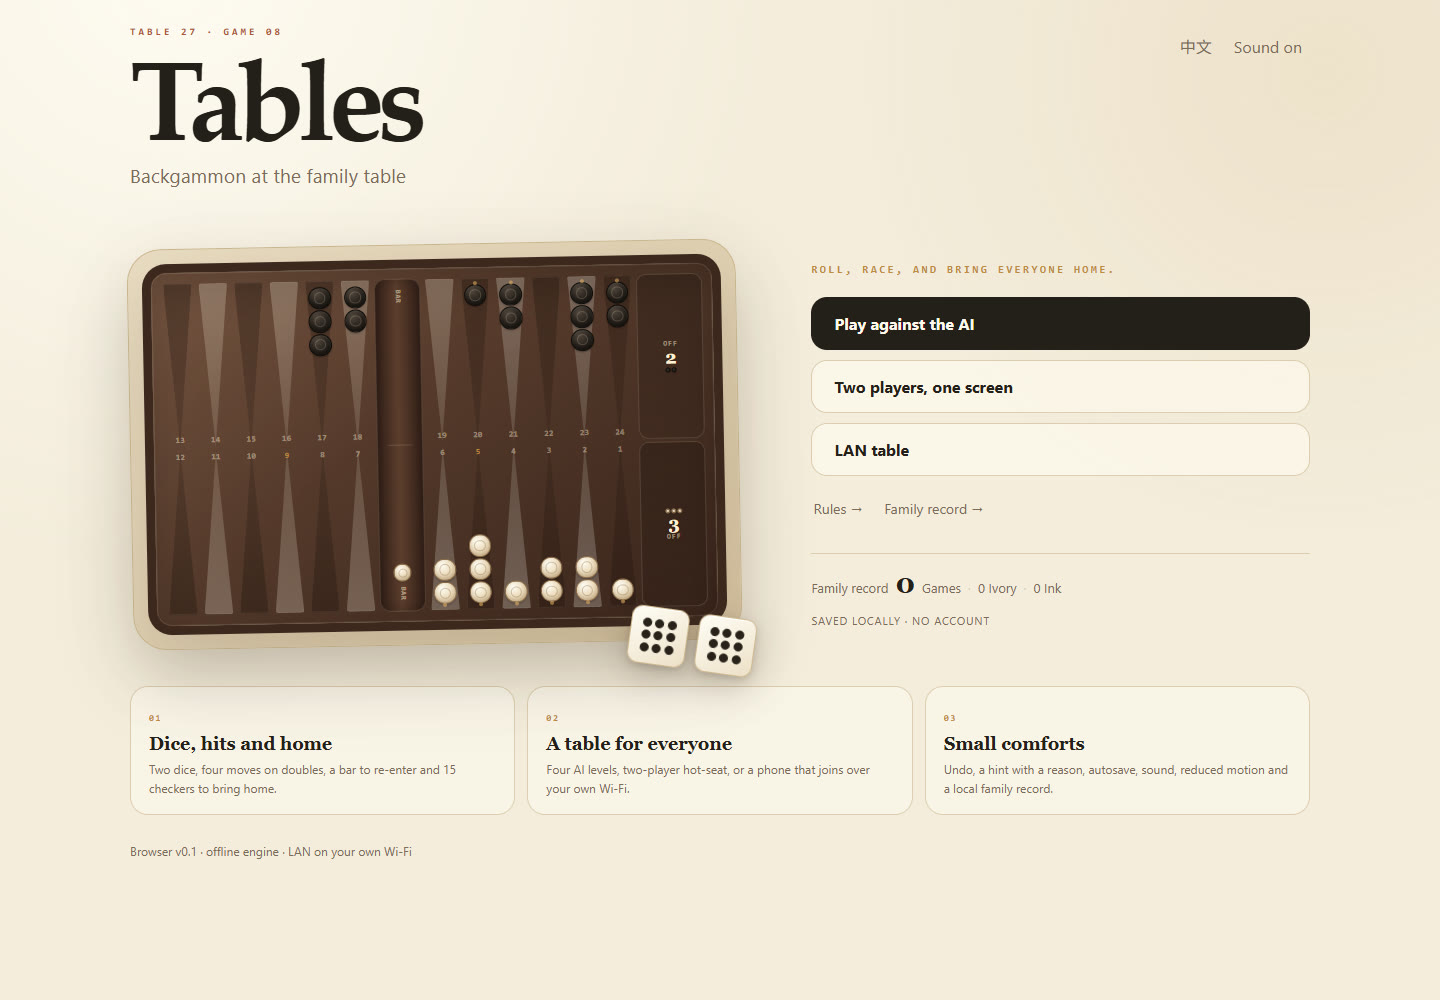 TABLE 27 · GAME 08
中文 Sound on
Tables
Backgammon at the family table
ROLL, RACE, AND BRING EVERYONE HOME.
Play against the AI
Two players, one screen
LAN table
Rules → Family record →
Family record 0 Games · 0 Ivory · 0 Ink
SAVED LOCALLY · NO ACCOUNT
BAR
OFF
2
13 14 15 16 17 18 19 20 21 22 23 24
12 11 10 9 8 7 6 5 4 3 2 1
3
OFF
BAR
01
Dice, hits and home
Two dice, four moves on doubles, a bar to re-enter and 15
checkers to bring home.
02
A table for everyone
Four AI levels, two-player hot-seat, or a phone that joins over
your own Wi-Fi.
03
Small comforts
Undo, a hint with a reason, autosave, sound, reduced motion and
a local family record.
Browser v0.1 · offline engine · LAN on your own Wi-Fi